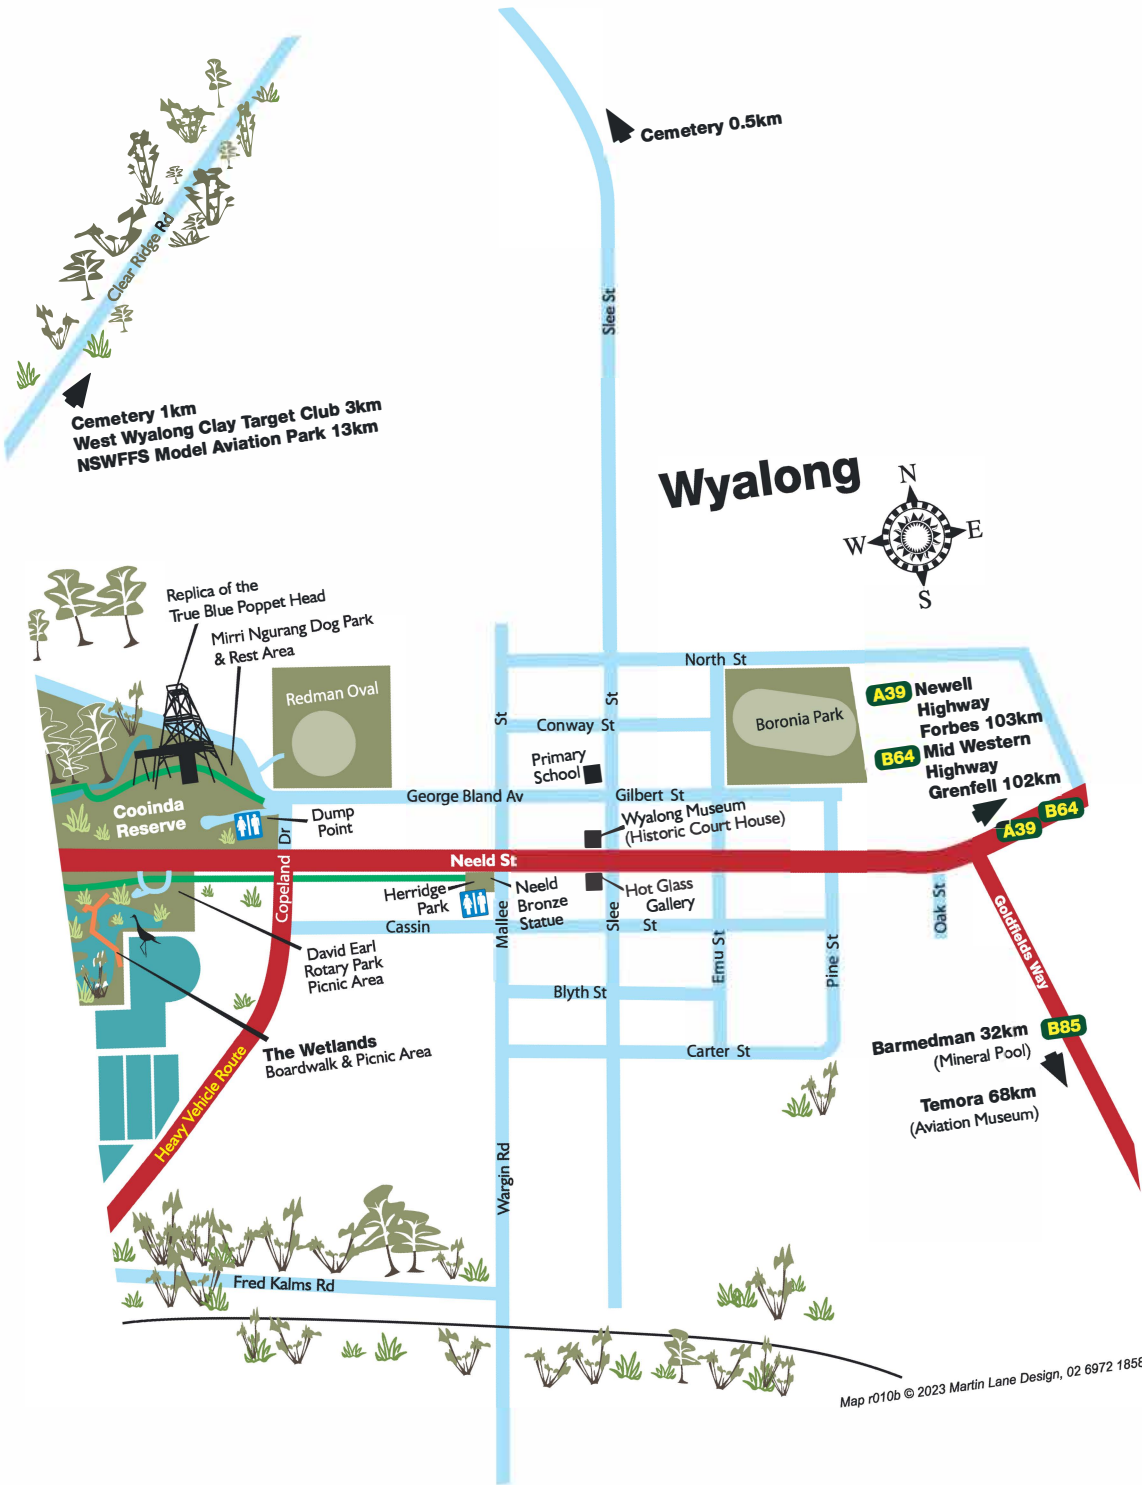 Cemetery 0.5km
Clear Ridge Rd
Slee St
Cemetery 1km
West Wyalong Clay Target Club 3km
NSWFFS Model Aviation Park 13km
Wyalong
N
W
E
S
Replica of the
True Blue Poppet Head
Mirri Ngurang Dog Park
& Rest Area
Redman Oval
North St
St
St
Conway St
Boronia Park
A39 Newell
Highway
Forbes 103km
B64 Mid Western
Highway
Grenfell 102km
Primary
School
George Bland Av
Gilbert St
Cooinda
Reserve
Dump
Point
Wyalong Museum
(Historic Court House)
A39
B64
Copeland Dr
Neeld St
Herridge
Park
Neeld
Bronze
Statue
Hot Glass
Gallery
Mallee
Slee
Cassin
St
Oak St
Goldfields Way
David Earl
Rotary Park
Picnic Area
Emu St
Pine St
Blyth St
The Wetlands
Boardwalk & Picnic Area
Carter St
Barmedman 32km
(Mineral Pool)
B85
Temora 68km
(Aviation Museum)
Heavy Vehicle Route
Wargin Rd
Fred Kalms Rd
Map r010b © 2023 Martin Lane Design, 02 6972 1858